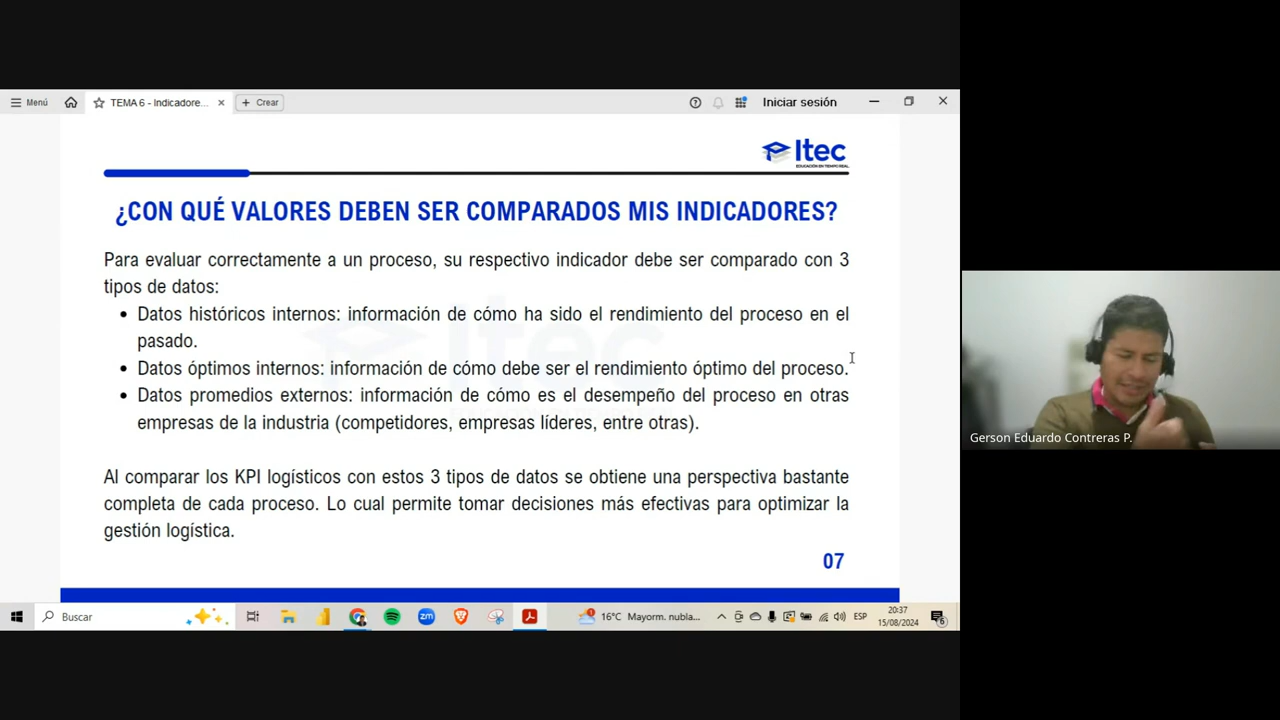 Menú
TEMA 6 - Indicadore...
Crear
Iniciar sesión
Itec
EDUCACIÓN EN TIEMPO REAL
¿CON QUÉ VALORES DEBEN SER COMPARADOS MIS INDICADORES?
Para evaluar correctamente a un proceso, su respectivo indicador debe ser comparado con 3
tipos de datos:
• Datos históricos internos: información de cómo ha sido el rendimiento del proceso en el
pasado.
• Datos óptimos internos: información de cómo debe ser el rendimiento óptimo del proceso.
• Datos promedios externos: información de cómo es el desempeño del proceso en otras
empresas de la industria (competidores, empresas líderes, entre otras).
Al comparar los KPI logísticos con estos 3 tipos de datos se obtiene una perspectiva bastante
completa de cada proceso. Lo cual permite tomar decisiones más efectivas para optimizar la
gestión logística.
07
Gerson Eduardo Contreras P.
Buscar
zm
16°C Mayorm. nubla...
ESP
20:37
15/08/2024
6